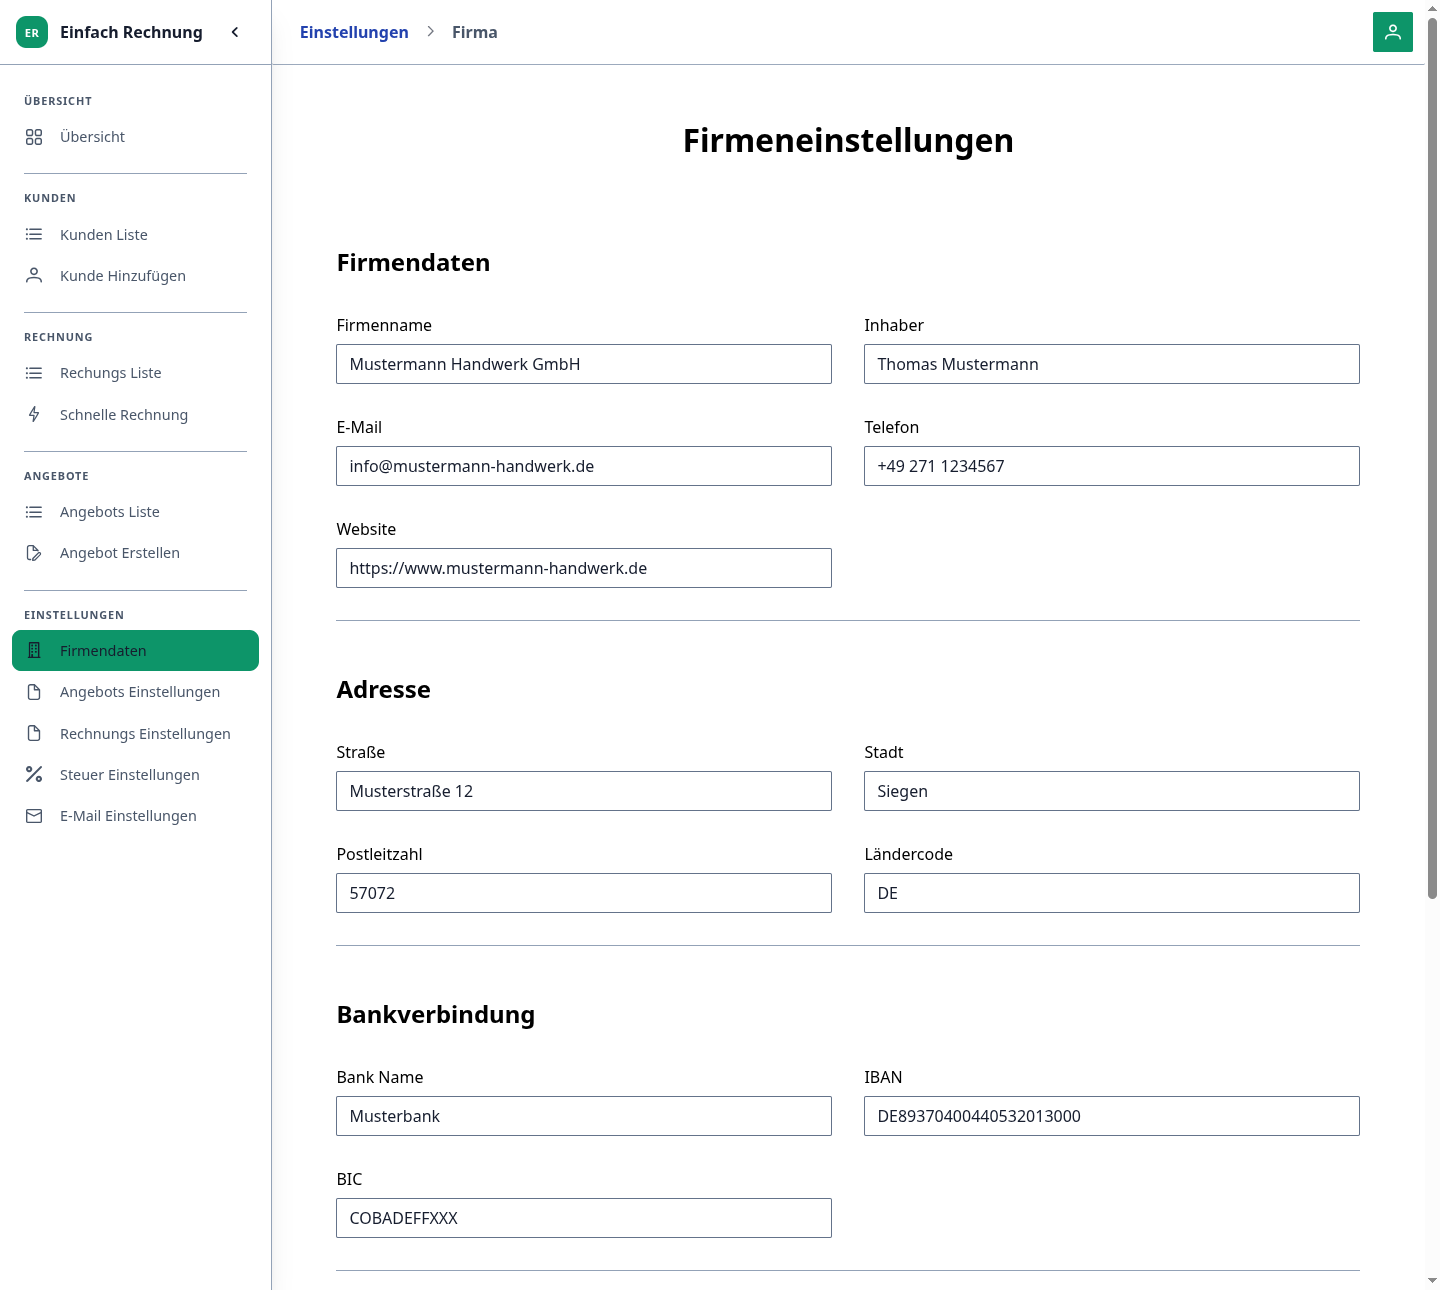 ER Einfach Rechnung
Einstellungen
Firma
ÜBERSICHT
Übersicht
KUNDEN
Kunden Liste
Kunde Hinzufügen
RECHNUNG
Rechungs Liste
Schnelle Rechnung
ANGEBOTE
Angebots Liste
Angebot Erstellen
EINSTELLUNGEN
Firmendaten
Angebots Einstellungen
Rechnungs Einstellungen
Steuer Einstellungen
E-Mail Einstellungen
Firmeneinstellungen
Firmendaten
Firmenname
Mustermann Handwerk GmbH
Inhaber
Thomas Mustermann
E-Mail
info@mustermann-handwerk.de
Telefon
+49 271 1234567
Website
https://www.mustermann-handwerk.de
Adresse
Straße
Musterstraße 12
Stadt
Siegen
Postleitzahl
57072
Ländercode
DE
Bankverbindung
Bank Name
Musterbank
IBAN
DE89370400440532013000
BIC
COBADEFFXXX